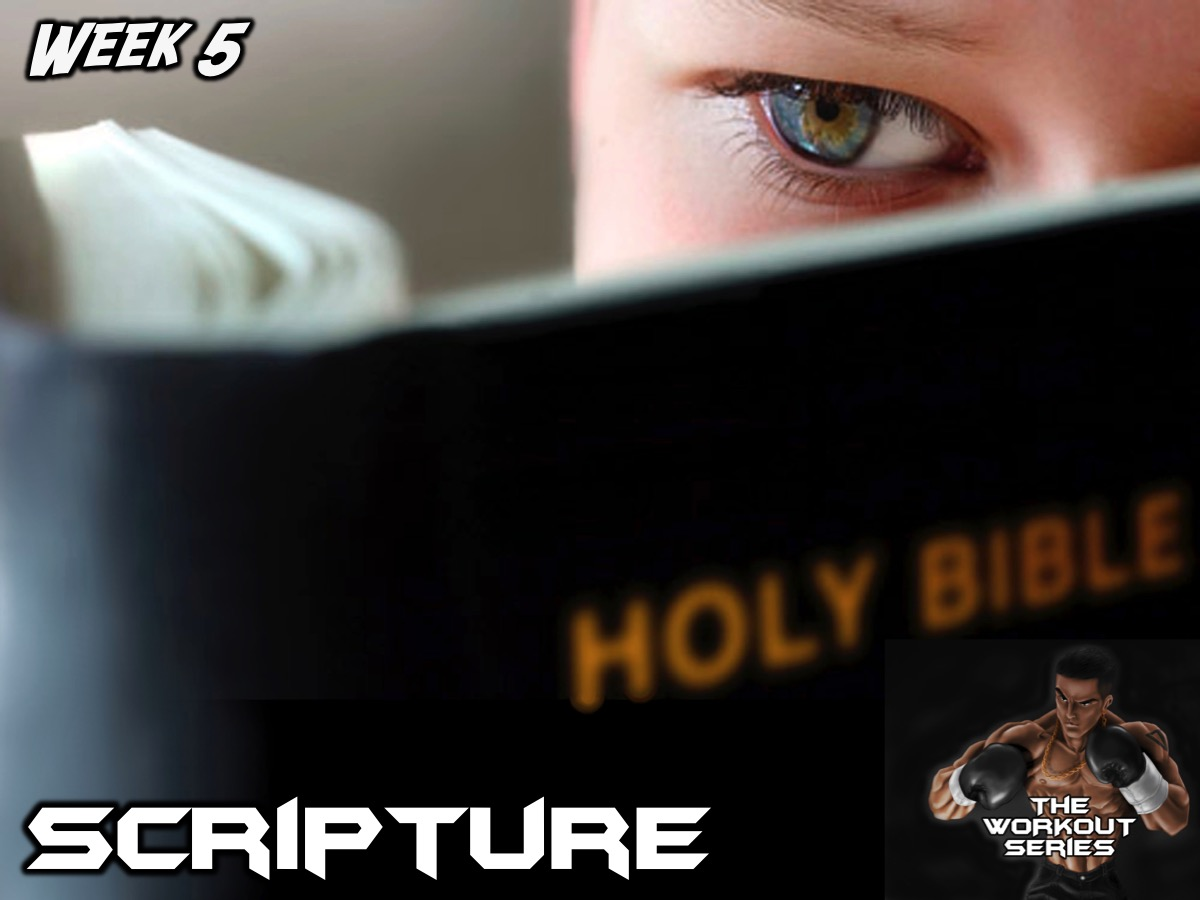 WEEK 5
HOLY BIBLE
SCRIPTURE
THE
WORKOUT
SERIES